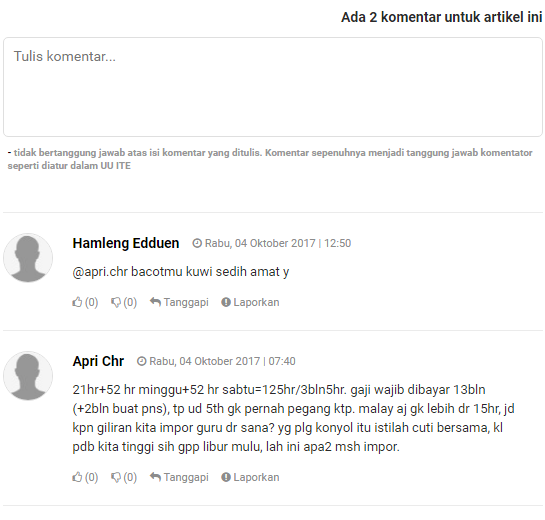 Ada 2 komentar untuk artikel ini
Tulis komentar...
- tidak bertanggung jawab atas isi komentar yang ditulis. Komentar sepenuhnya menjadi tanggung jawab komentator
seperti diatur dalam UU ITE
Hamleng Edduen Rabu, 04 Oktober 2017 | 12:50
@apri.chr bacotmu kuwi sedih amat y
(0) (0) Tanggapi Laporkan
Apri Chr Rabu, 04 Oktober 2017 | 07:40
21hr+52 hr minggu+52 hr sabtu=125hr/3bln5hr. gaji wajib dibayar 13bln
(+2bln buat pns), tp ud 5th gk pernah pegang ktp. malay aj gk lebih dr 15hr, jd
kpn giliran kita impor guru dr sana? yg plg konyol itu istilah cuti bersama, kl
pdb kita tinggi sih gpp libur mulu, lah ini apa2 msh impor.
(0) (0) Tanggapi Laporkan